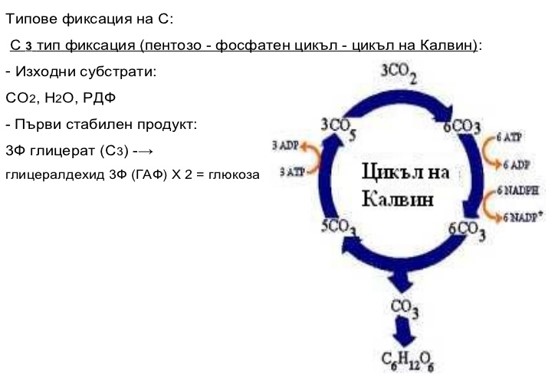 Типове фиксация на С:
С 3 тип фиксация (пентозо - фосфатен цикъл - цикъл на Калвин):
- Изходни субстрати:
СО2, Н2О, РДФ
- Първи стабилен продукт:
3Ф глицерат (С3) -→
глицералдехид 3Ф (ГАФ) Х 2 = глюкоза
3CO₂
3CO₅
6CO₃
3 ADP
3 ATP
6 ATP
6 ADP
6 NADPH
6 NADP⁺
Цикъл на
Калвин
5CO₃
6CO₃
CO₃
C₆H₁₂O₆